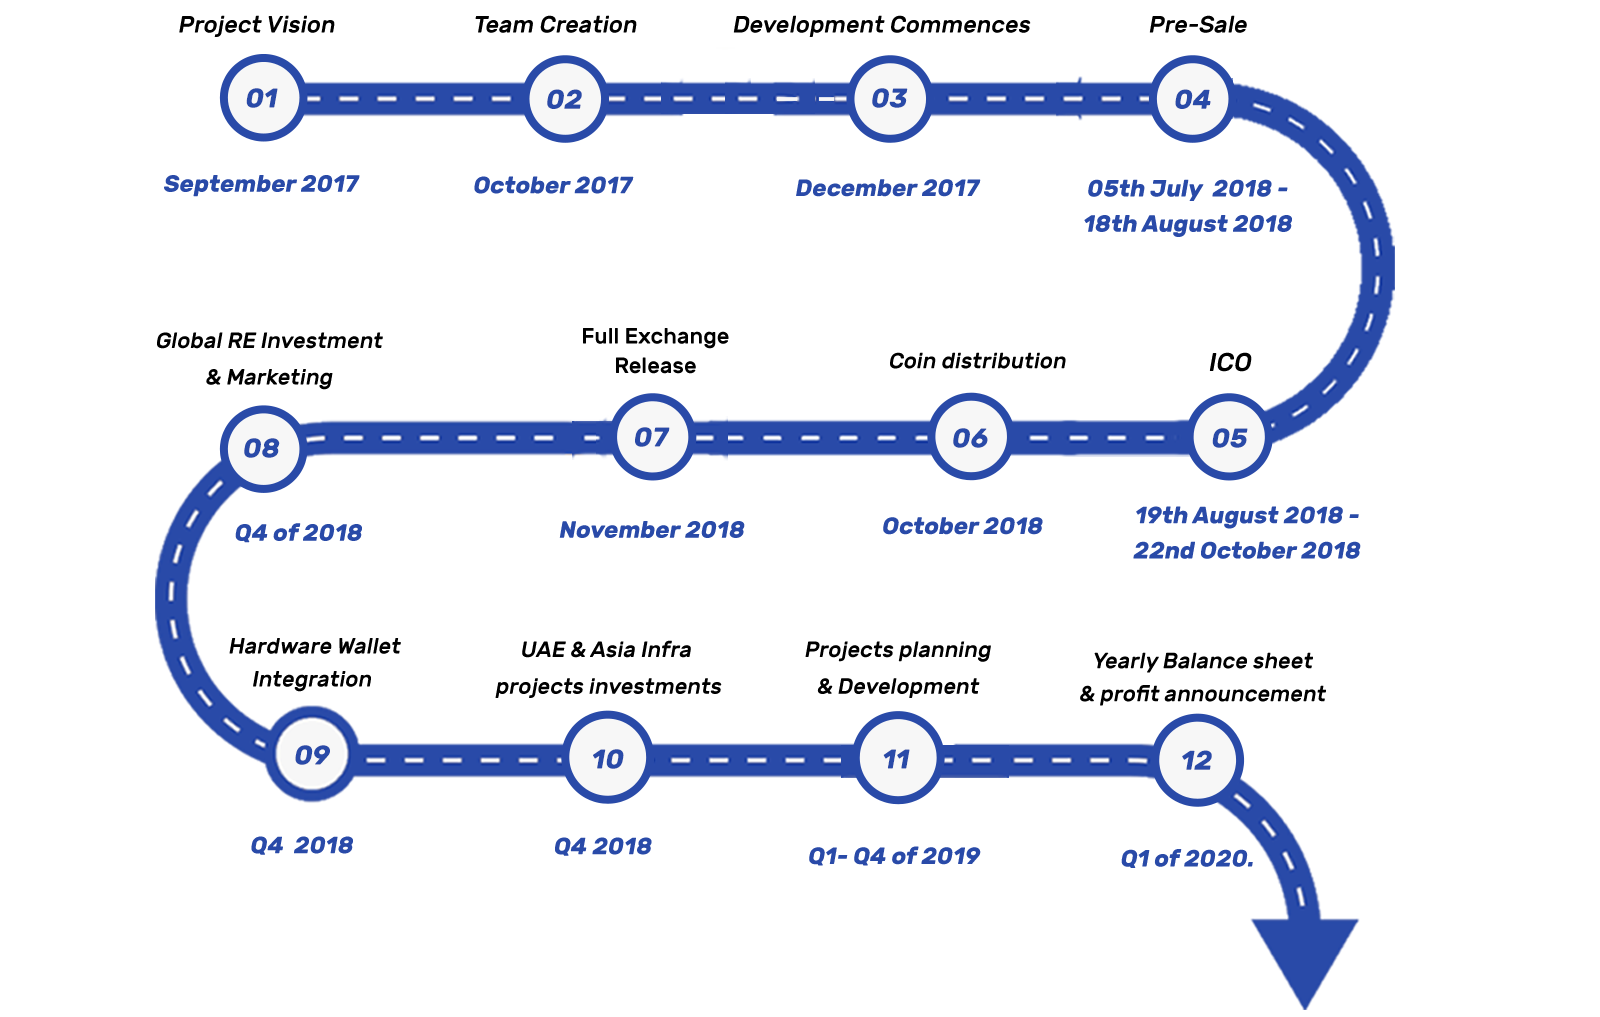 Project Vision
Team Creation
Development Commences
Pre-Sale
01
02
03
04
September 2017
October 2017
December 2017
05th July 2018 -
18th August 2018
Global RE Investment
& Marketing
Full Exchange
Release
Coin distribution
ICO
08
07
06
05
Q4 of 2018
November 2018
October 2018
19th August 2018 -
22nd October 2018
Hardware Wallet
Integration
UAE & Asia Infra
projects investments
Projects planning
& Development
Yearly Balance sheet
& profit announcement
09
10
11
12
Q4 2018
Q4 2018
Q1- Q4 of 2019
Q1 of 2020.